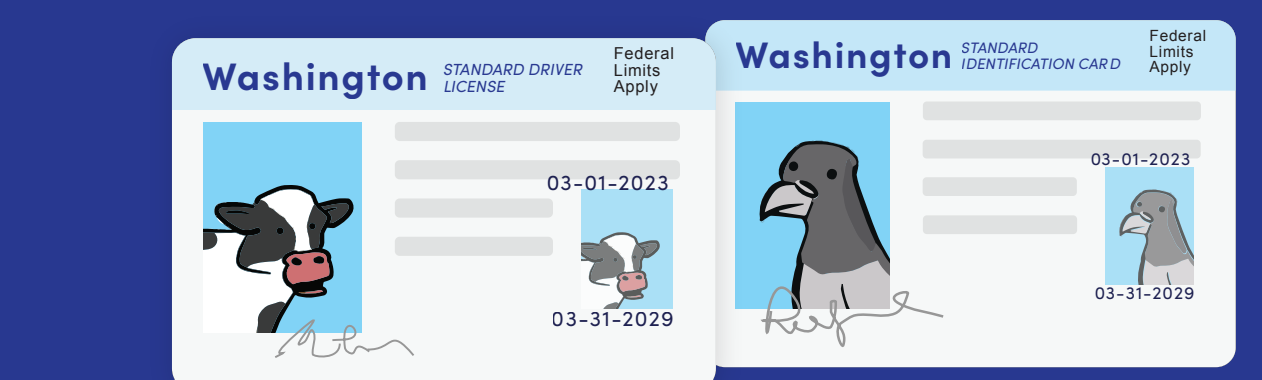 Washington
STANDARD DRIVER
LICENSE
Federal
Limits
Apply
03-01-2023
03-31-2029
Washington
STANDARD
IDENTIFICATION CARD
Federal
Limits
Apply
03-01-2023
03-31-2029